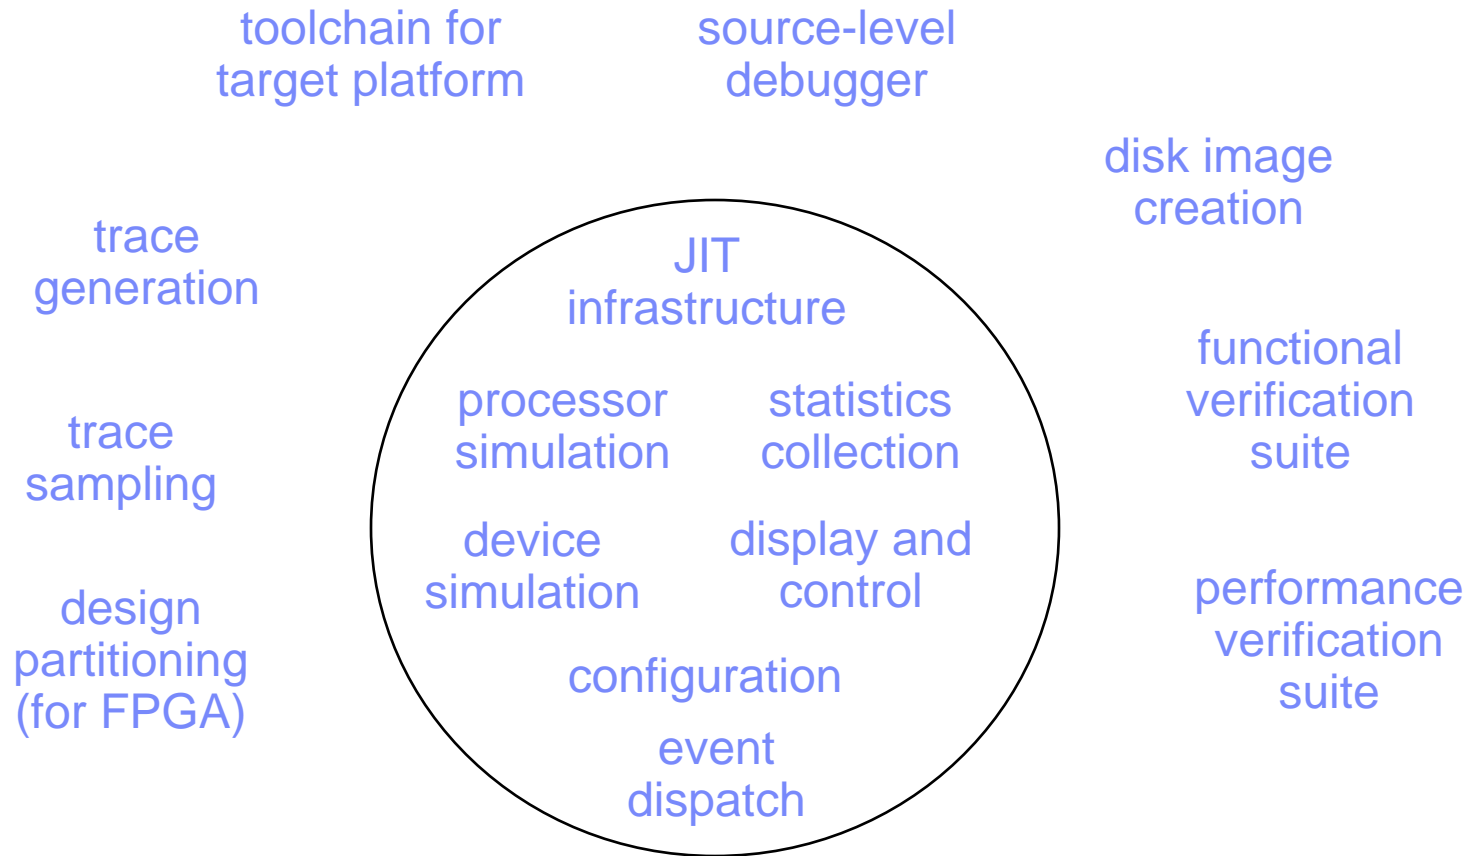 toolchain for
target platform
source-level
debugger
disk image
creation
trace
generation
JIT
infrastructure
functional
verification
suite
processor
simulation
statistics
collection
trace
sampling
device
simulation
display and
control
design
partitioning
(for FPGA)
performance
verification
suite
configuration
event
dispatch